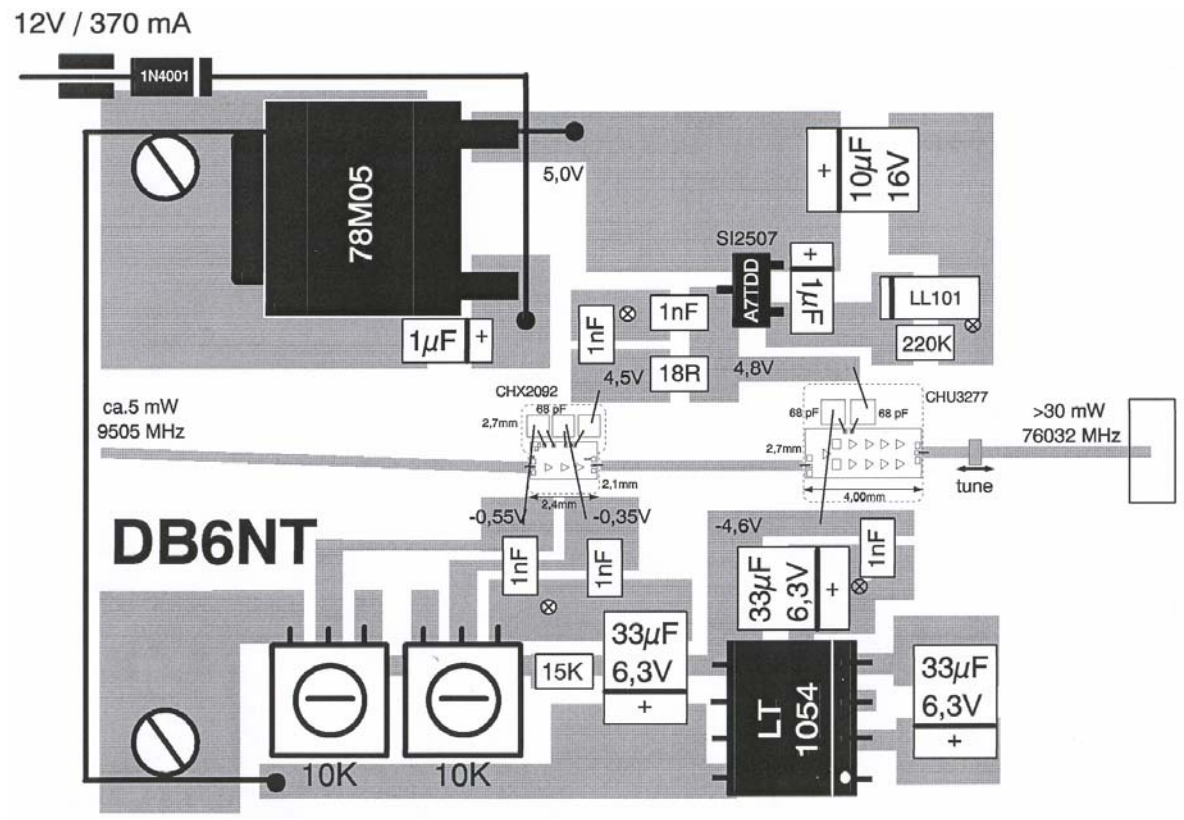 12V / 370 mA
1N4001
78M05
5,0V
+
10µF
16V
SI2507
A7TDD
+
1µF
LL101
220K
1nF
1nF
18R
4,5V
4,8V
1µF
+
CHX2092
68 pF
2,7mm
2,1mm
2,4mm
CHU3277
68 pF
68 pF
2,7mm
4,00mm
ca.5 mW
9505 MHz
>30 mW
76032 MHz
tune
-0,55V
-0,35V
-4,6V
DB6NT
1nF
1nF
33µF
6,3V
+
1nF
15K
33µF
6,3V
+
LT
1054
33µF
6,3V
+
10K
10K